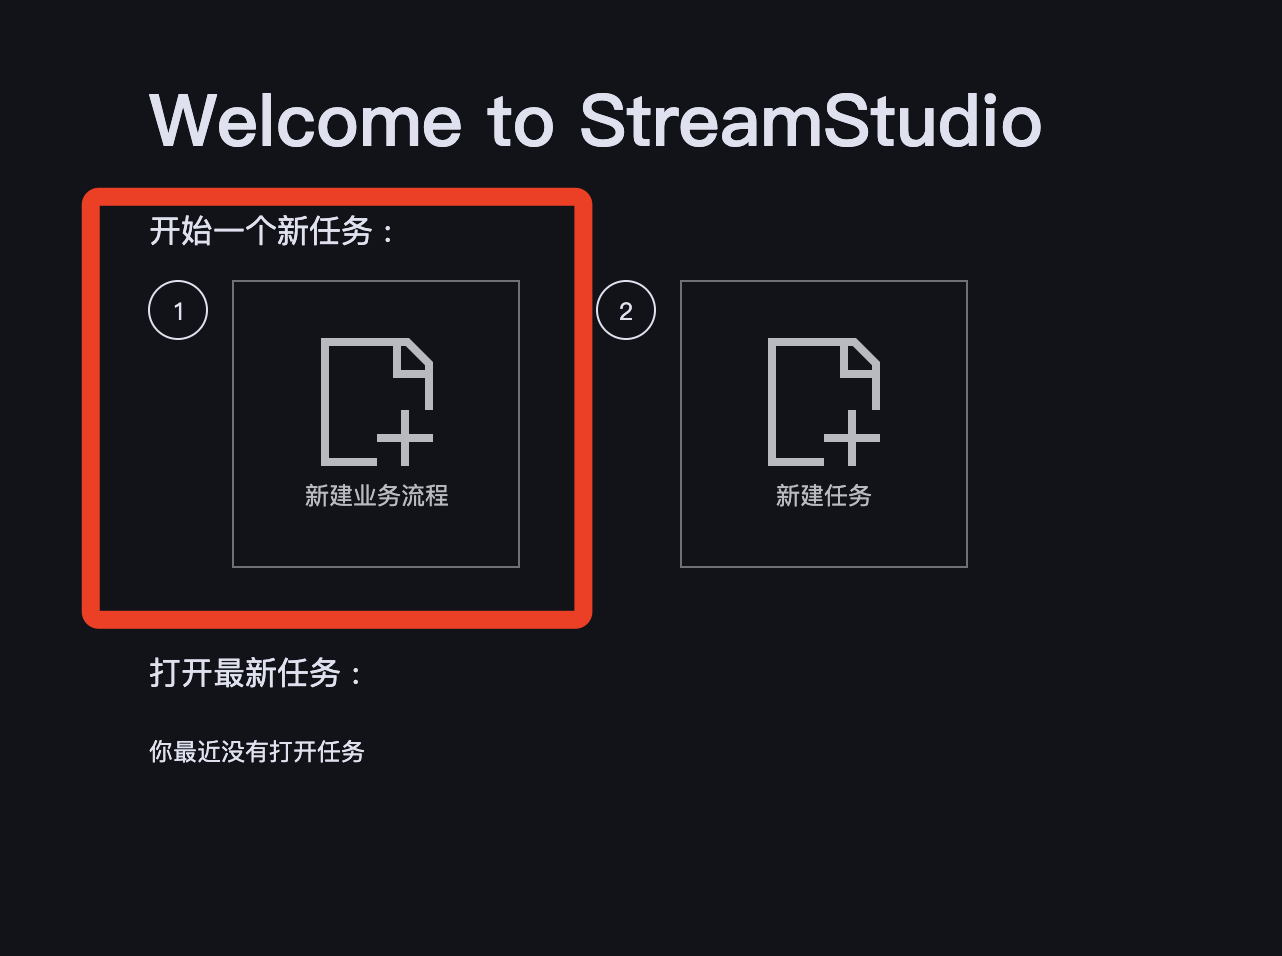 Welcome to StreamStudio
开始一个新任务：
1
2
新建业务流程
新建任务
打开最新任务：
你最近没有打开任务